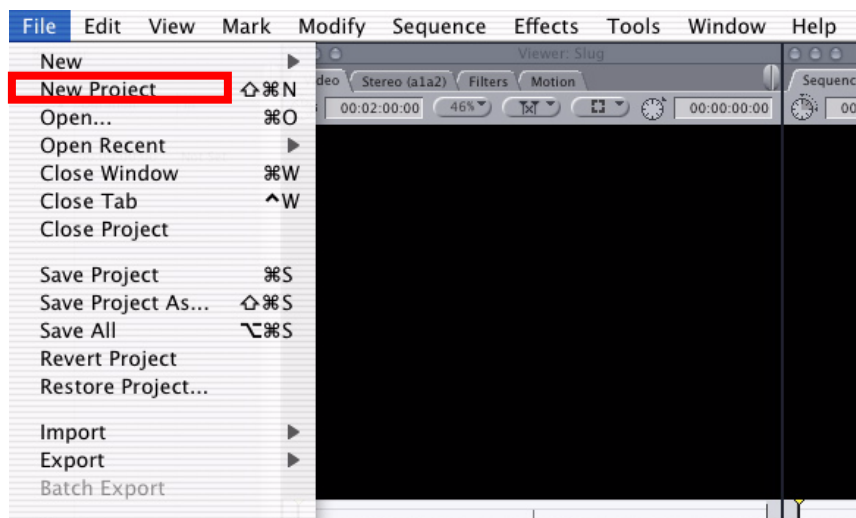 File Edit View Mark Modify Sequence Effects Tools Window Help
New
New Project ⇧⌘N
Open... ⌘O
Open Recent
Close Window ⌘W
Close Tab ^W
Close Project
Save Project ⌘S
Save Project As... ⇧⌘S
Save All ⌥⌘S
Revert Project
Restore Project...
Import
Export
Batch Export
Viewer: Slug
deo Stereo (a1a2) Filters Motion
00:02:00:00 46% 00:00:00:00
Sequenc
00